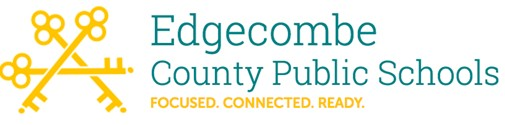 Edgecombe
County Public Schools
FOCUSED. CONNECTED. READY.